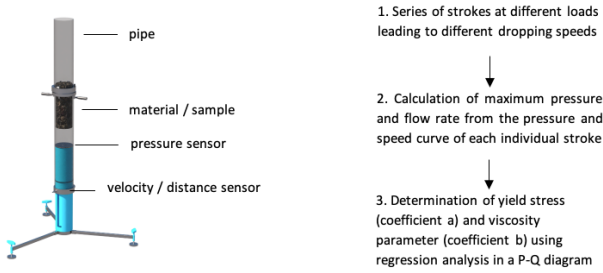 pipe
material / sample
pressure sensor
velocity / distance sensor
1. Series of strokes at different loads
leading to different dropping speeds
2. Calculation of maximum pressure
and flow rate from the pressure and
speed curve of each individual stroke
3. Determination of yield stress
(coefficient a) and viscosity
parameter (coefficient b) using
regression analysis in a P-Q diagram